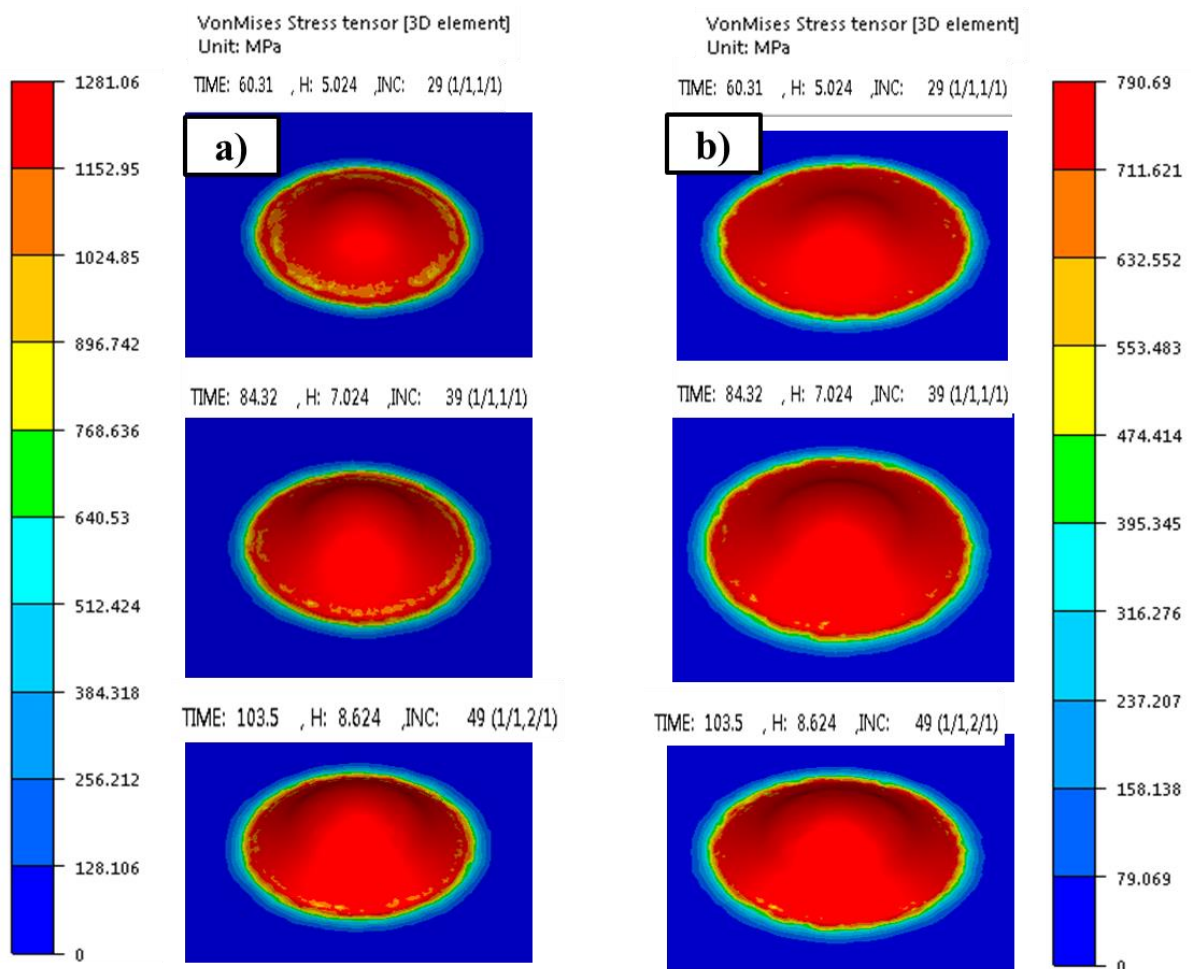 VonMises Stress tensor [3D element]
Unit: MPa
TIME: 60.31 , H: 5.024 ,INC: 29 (1/1,1/1)
a)
TIME: 84.32 , H: 7.024 ,INC: 39 (1/1,1/1)
TIME: 103.5 , H: 8.624 ,INC: 49 (1/1,2/1)
1281.06
1152.95
1024.85
896.742
768.636
640.53
512.424
384.318
256.212
128.106
0
VonMises Stress tensor [3D element]
Unit: MPa
TIME: 60.31 , H: 5.024 ,INC: 29 (1/1,1/1)
b)
TIME: 84.32 , H: 7.024 ,INC: 39 (1/1,1/1)
TIME: 103.5 , H: 8.624 ,INC: 49 (1/1,2/1)
790.69
711.621
632.552
553.483
474.414
395.345
316.276
237.207
158.138
79.069
0